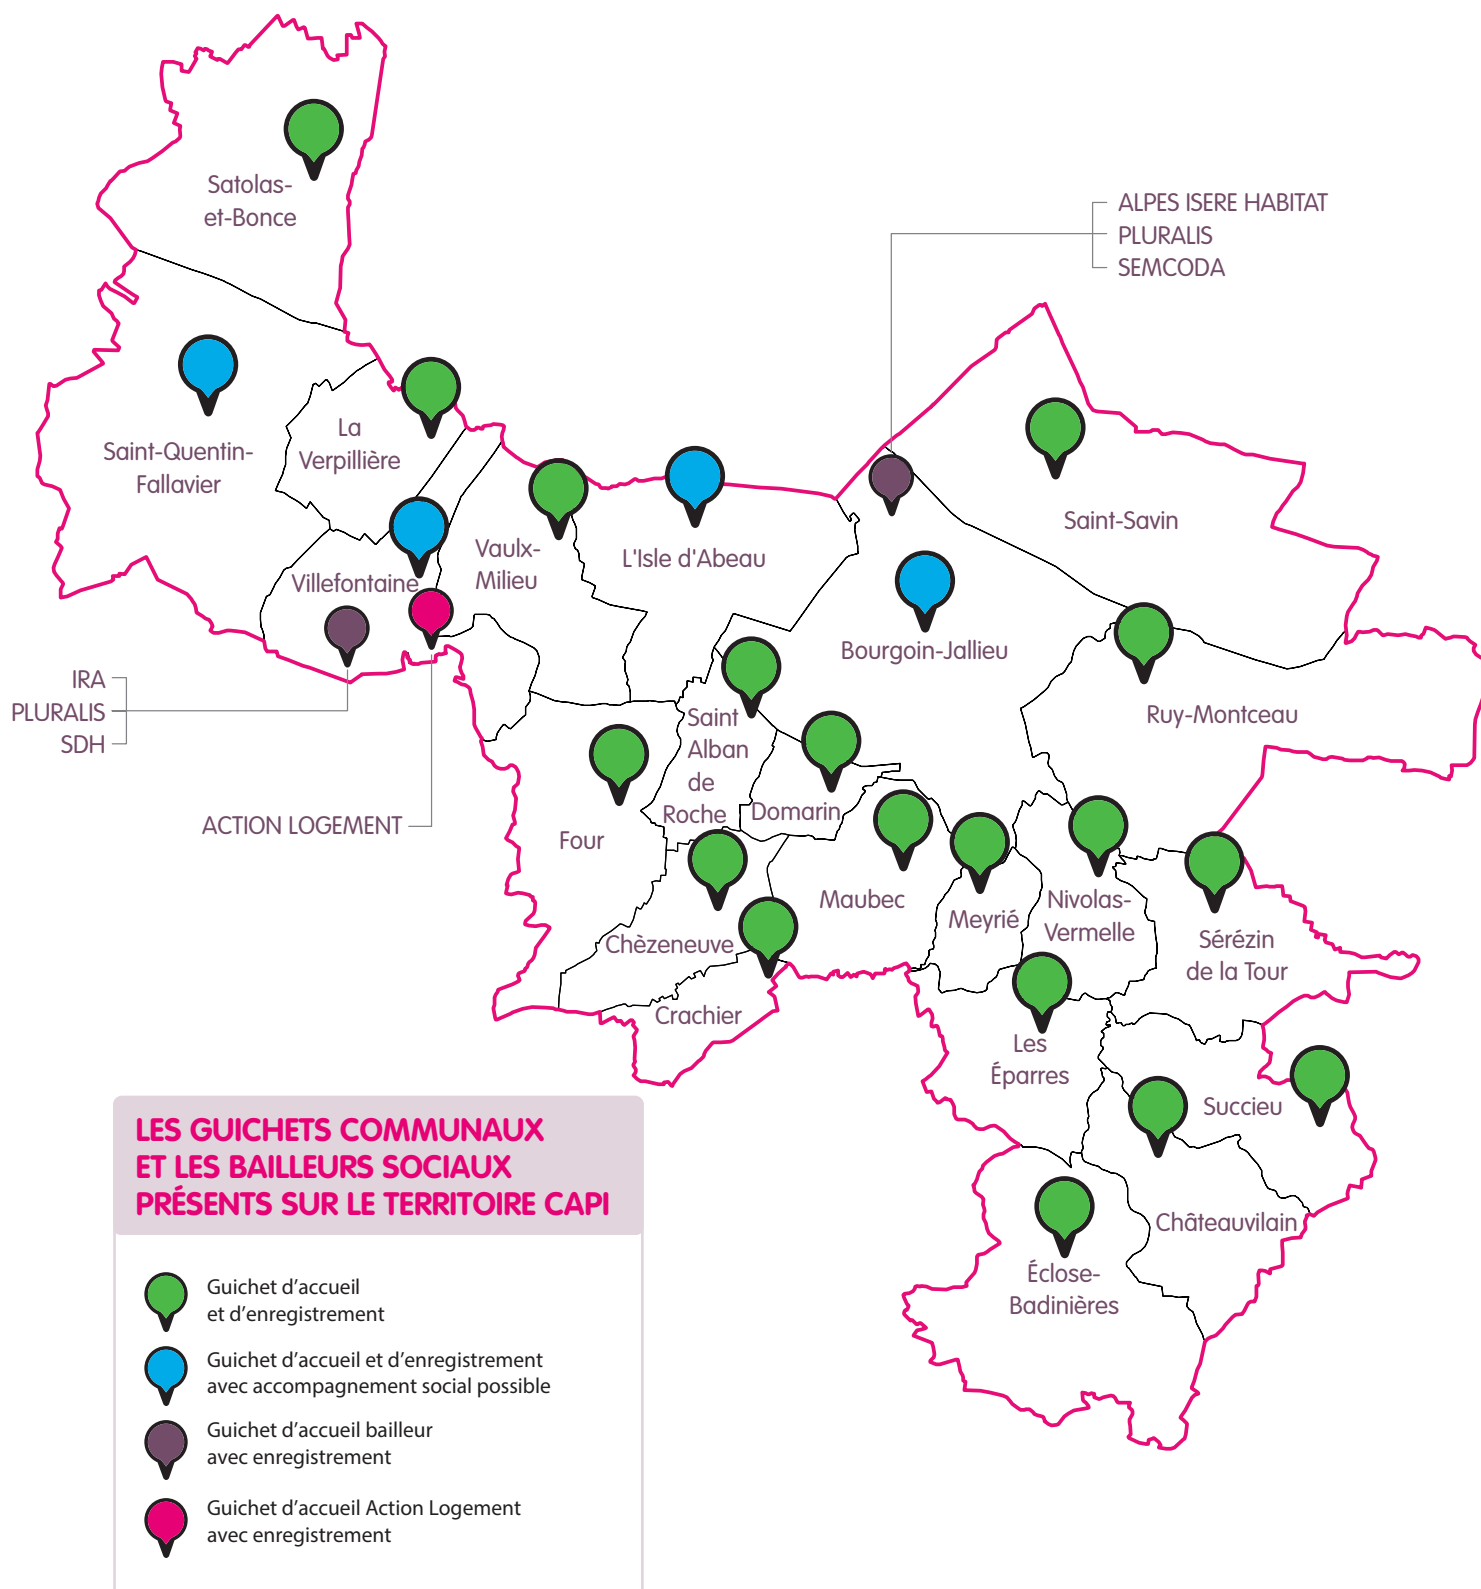 Satolas-
et-Bonce
ALPES ISERE HABITAT
PLURALIS
SEMCODA
Saint-Quentin-
Fallavier
La
Verpillière
Saint-Savin
Vaulx-
Milieu
L'Isle d'Abeau
Villefontaine
Bourgoin-Jallieu
IRA
PLURALIS
SDH
Ruy-Montceau
Saint
Alban
de
Roche
ACTION LOGEMENT
Four
Domarin
Maubec
Meyrié
Nivolas-
Vermelle
Chèzeneuve
Sérézin
de la Tour
Crachier
Les
Éparres
Succieu
Châteauvilain
Éclose-
Badinières
LES GUICHETS COMMUNAUX
ET LES BAILLEURS SOCIAUX
PRÉSENTS SUR LE TERRITOIRE CAPI
Guichet d’accueil
et d’enregistrement
Guichet d’accueil et d’enregistrement
avec accompagnement social possible
Guichet d’accueil bailleur
avec enregistrement
Guichet d’accueil Action Logement
avec enregistrement